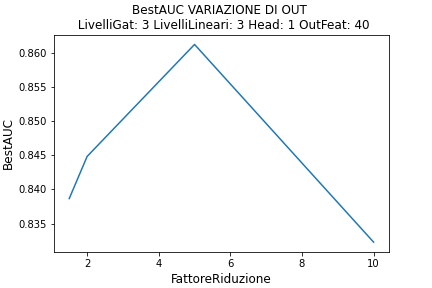 BestAUC VARIAZIONE DI OUT
LivelliGat: 3 LivelliLineari: 3 Head: 1 OutFeat: 40
BestAUC
0.860
0.855
0.850
0.845
0.840
0.835
2 4 6 8 10
FattoreRiduzione